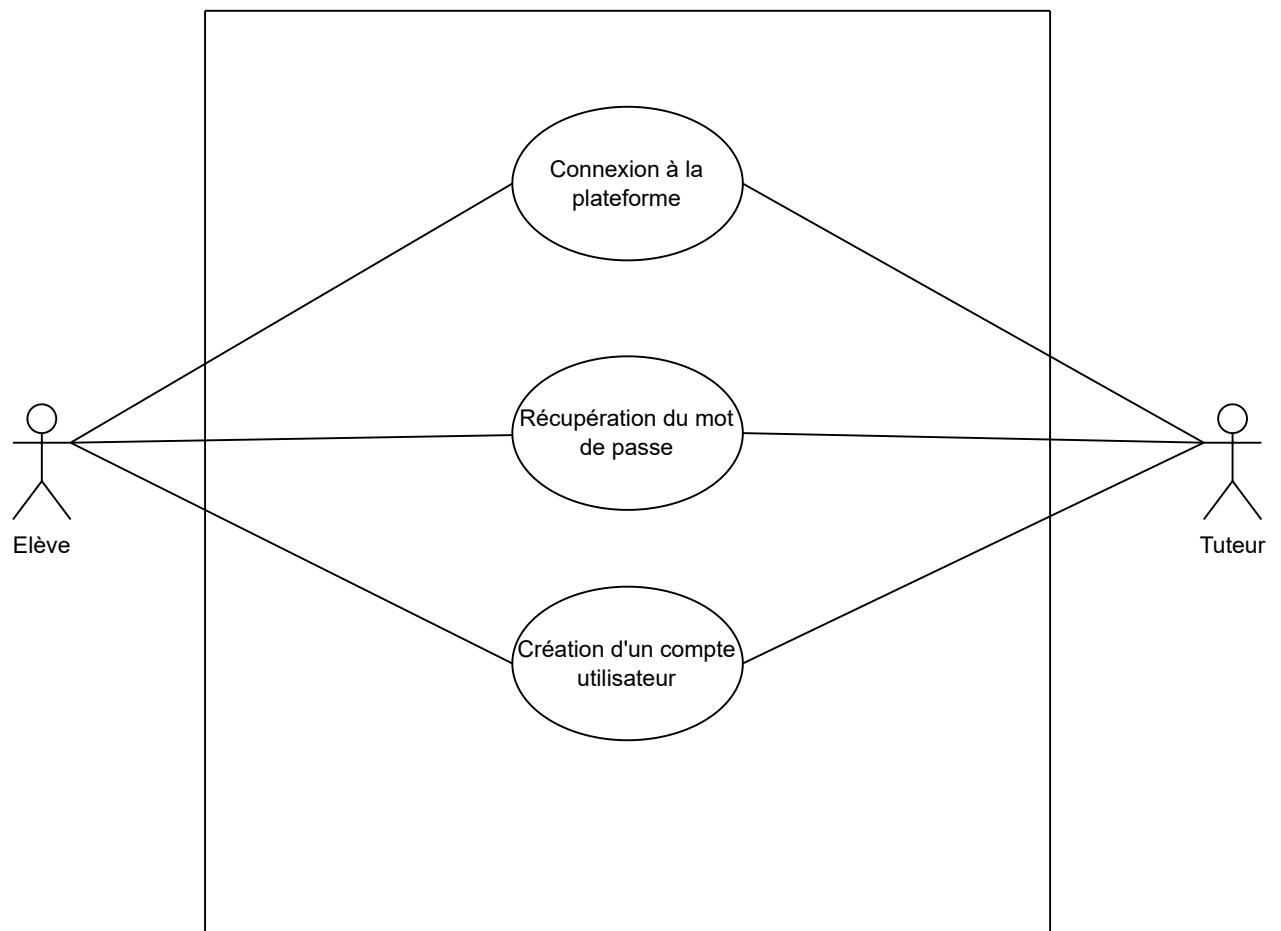 Connexion à la
plateforme
Récupération du mot
de passe
Elève
Tuteur
Création d'un compte
utilisateur